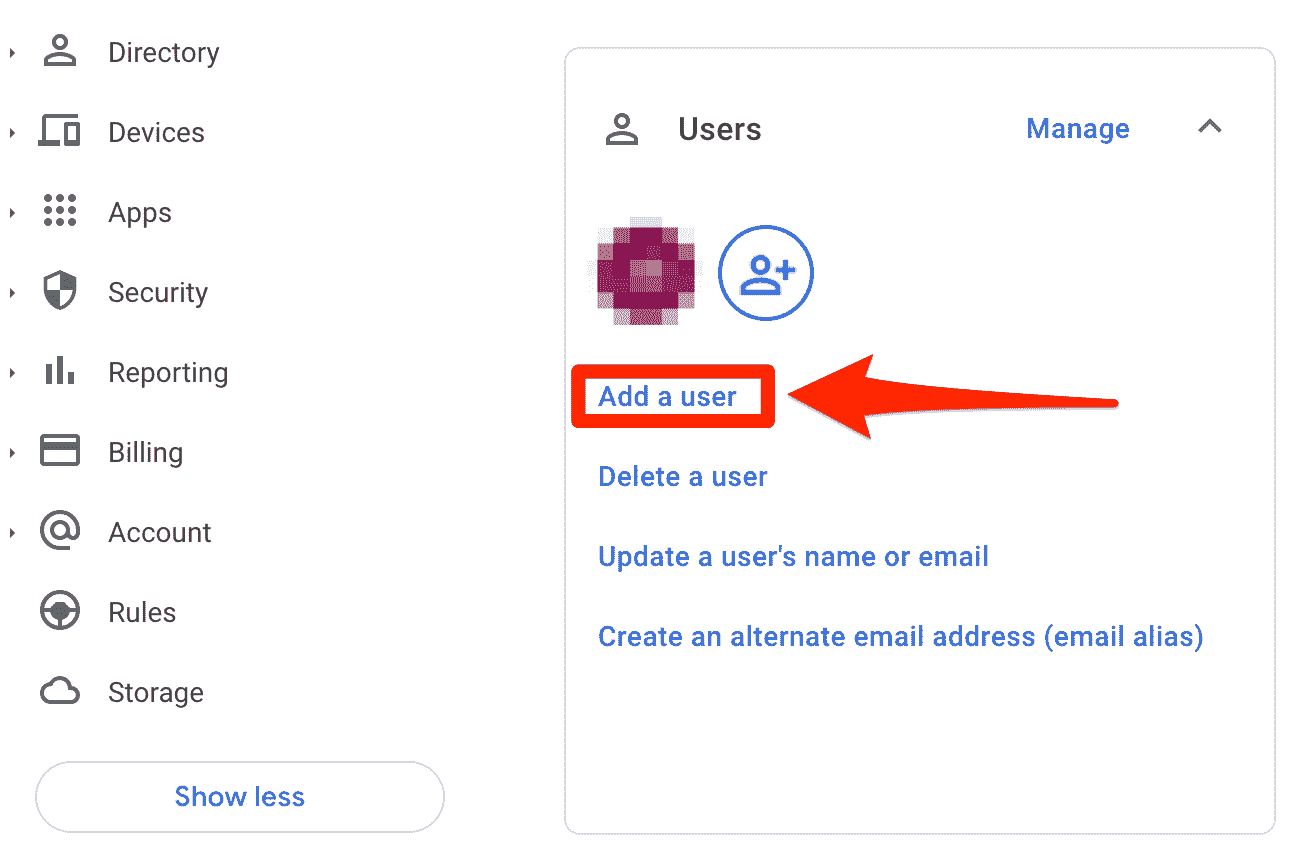 Directory
Devices
Apps
Security
Reporting
Billing
Account
Rules
Storage
Show less
Users
Manage
Add a user
Delete a user
Update a user's name or email
Create an alternate email address (email alias)